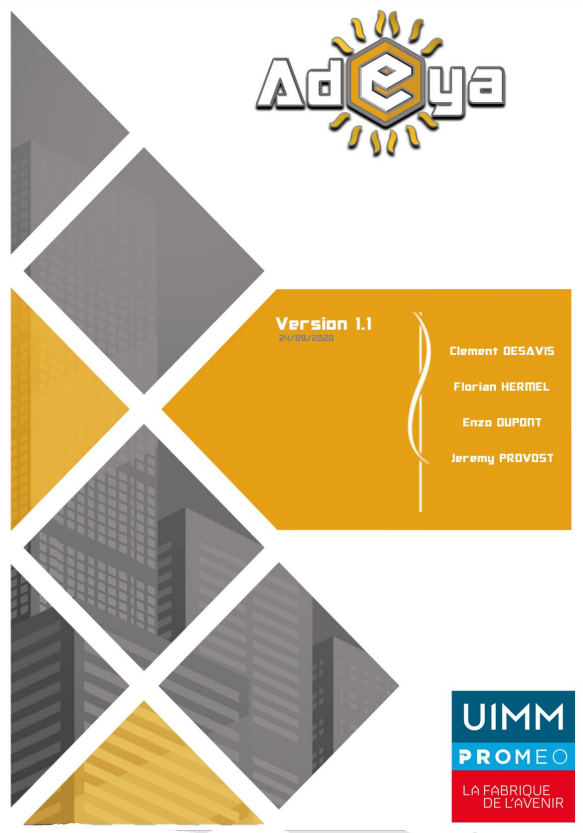 Adeya
Version 1.1
24/09/2020
Clement DESAVIS
Florian HERMEL
Enzo DUPONT
Jeremy PROVOST
UIMM
PROMEO
LA FABRIQUE
DE L'AVENIR